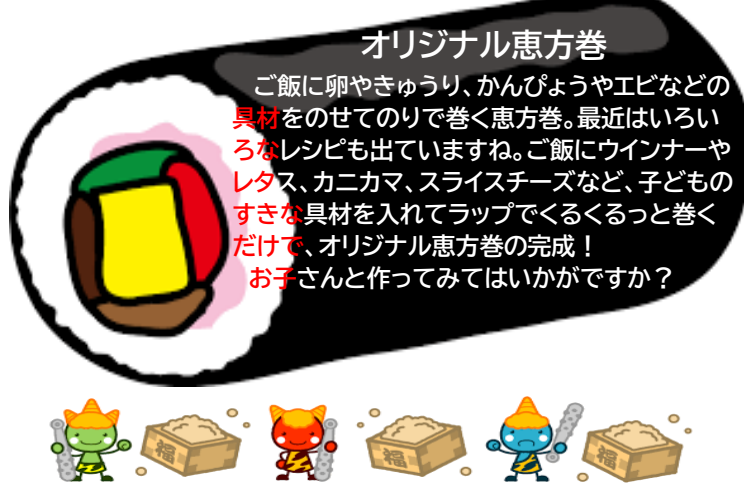 オリジナル恵方巻
ご飯に卵やきゅうり、かんぴょうやエビなどの
具材をのせてのりで巻く恵方巻。最近はいろい
ろなレシピも出ていますね。ご飯にウインナーや
レタス、カニカマ、スライスチーズなど、子どもの
すきな具材を入れてラップでくるくるっと巻く
だけで、オリジナル恵方巻の完成！
お子さんと作ってみてはいかがですか？
福 福 福